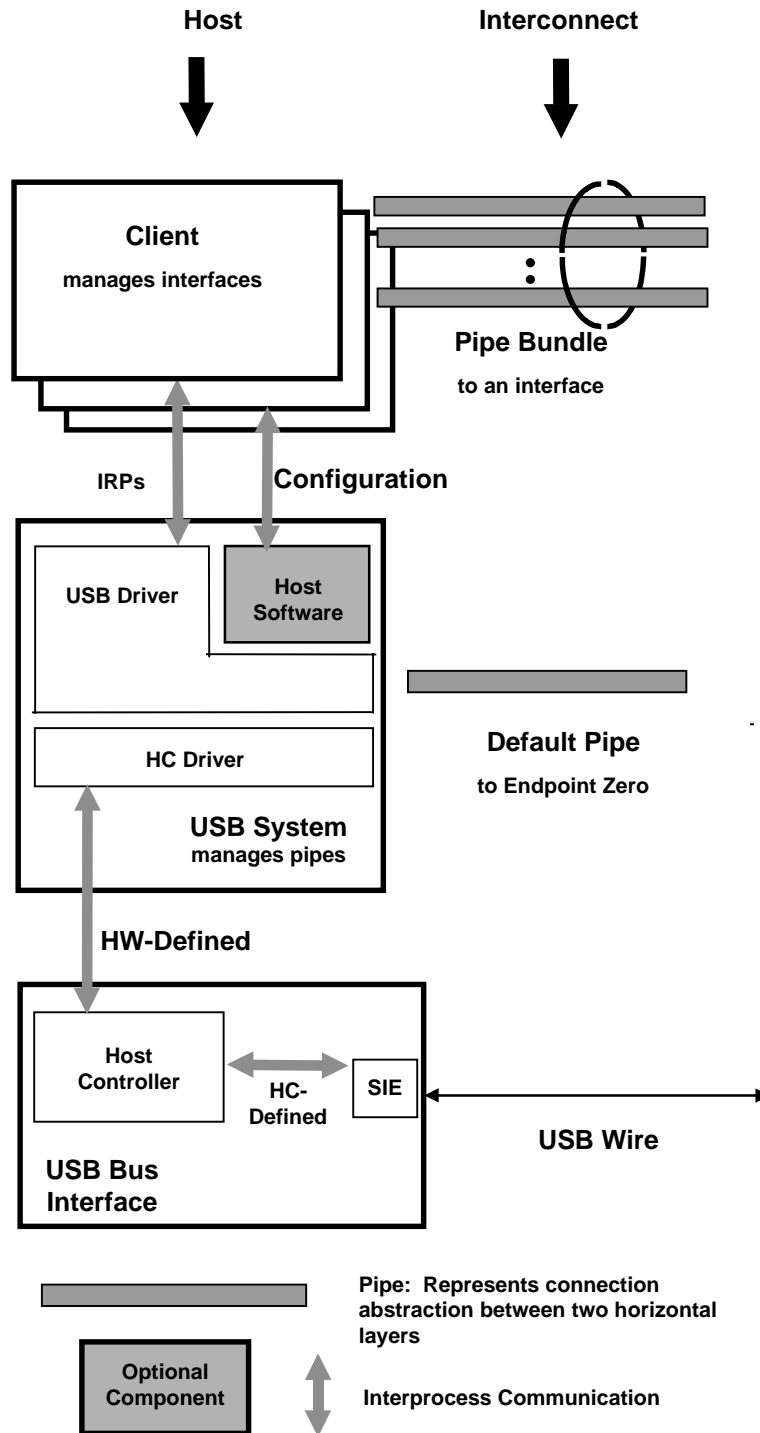 Host
Interconnect
Client
manages interfaces
Pipe Bundle
to an interface
IRPs
Configuration
USB Driver
Host
Software
HC Driver
Default Pipe
to Endpoint Zero
USB System
manages pipes
HW-Defined
Host
Controller
HC-
Defined
SIE
USB Wire
USB Bus
Interface
Pipe: Represents connection
abstraction between two horizontal
layers
Optional
Component
Interprocess Communication